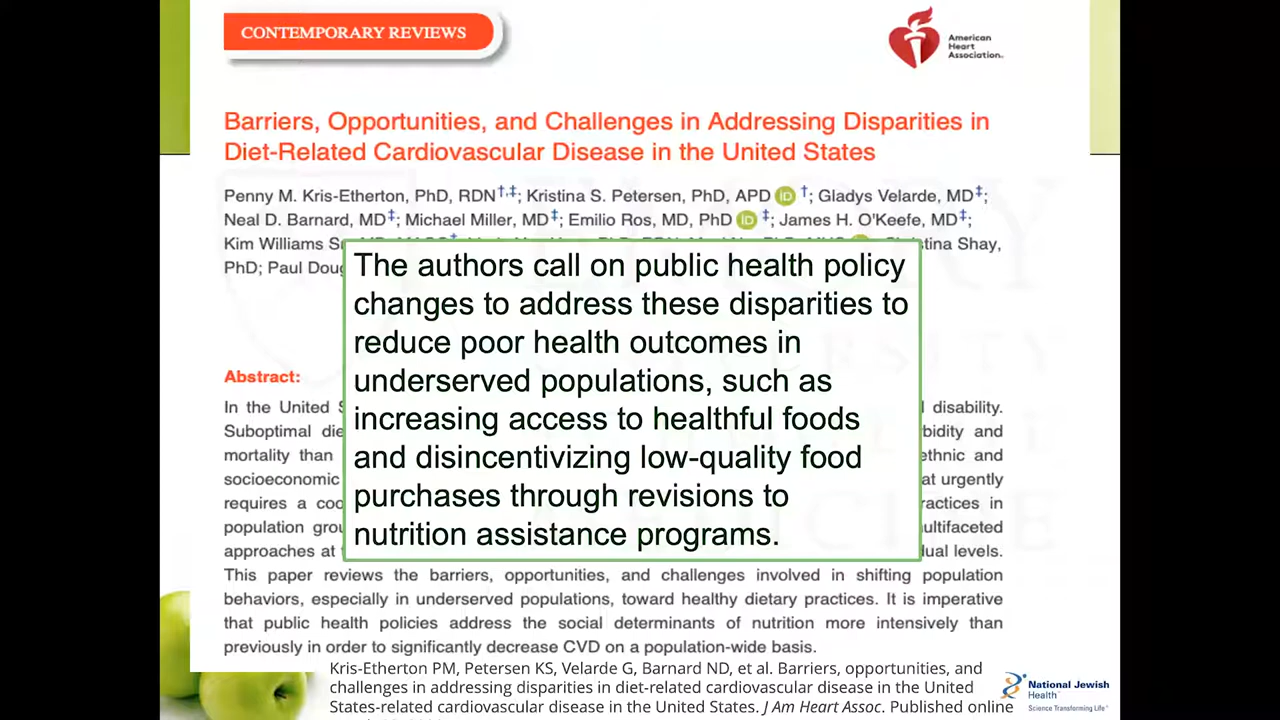 CONTEMPORARY REVIEWS
American
Heart
Association.
Barriers, Opportunities, and Challenges in Addressing Disparities in
Diet-Related Cardiovascular Disease in the United States
Penny M. Kris-Etherton, PhD, RDN†,‡; Kristina S. Petersen, PhD, APD iD †; Gladys Velarde, MD‡;
Neal D. Barnard, MD‡; Michael Miller, MD‡; Emilio Ros, MD, PhD iD ‡; James H. O'Keefe, MD‡;
Kim Williams Christina Shay,
PhD; Paul
The authors call on public health policy
changes to address these disparities to
reduce poor health outcomes in
underserved populations, such as
increasing access to healthful foods
and disincentivizing low-quality food
purchases through revisions to
nutrition assistance programs.
Abstract:
In the United disability.
Suboptimal and
mortality than ethnic and
socioeconomic urgently
requires a practices in
population multifaceted
approaches at levels.
This paper reviews the barriers, opportunities, and challenges involved in shifting population
behaviors, especially in underserved populations, toward healthy dietary practices. It is imperative
that public health policies address the social determinants of nutrition more intensively than
previously in order to significantly decrease CVD on a population-wide basis.
Kris-Etherton PM, Petersen KS, Velarde G, Barnard ND, et al. Barriers, opportunities, and
challenges in addressing disparities in diet-related cardiovascular disease in the United
States-related cardiovascular disease in the United States. J Am Heart Assoc. Published online
National Jewish
Health™
Science Transforming Life®